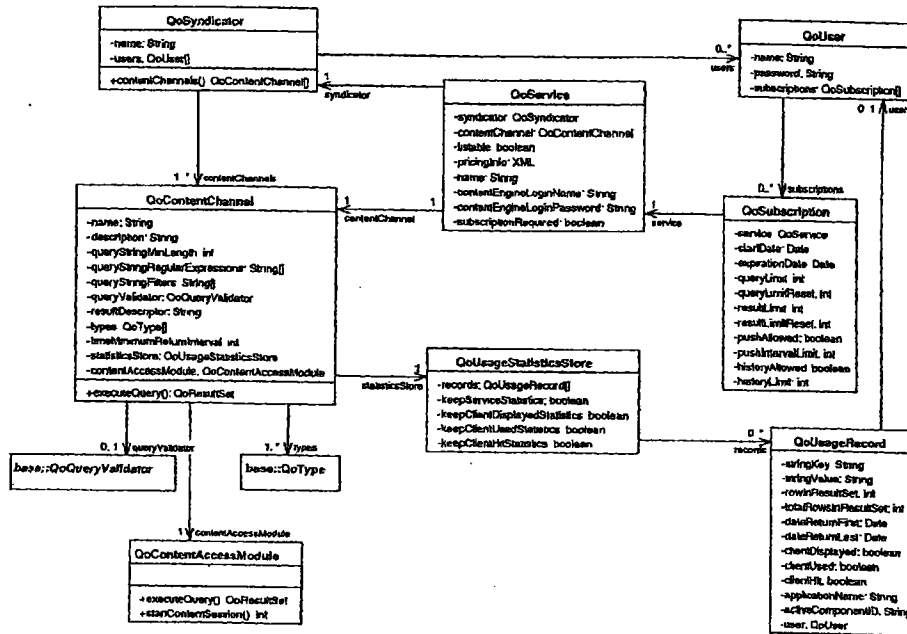 QoSyndicator
-name: String
-users, QoUser[]
+contentChannels() QoContentChannel[]
0..*
users
QoUser
-name: String
-password, String
-subscriptions QoSubscription[]
1
syndicator
QoService
-syndicator QoSyndicator
-contentChannel QoContentChannel
-listable boolean
-pricingInfo XML
-name String
-contentEngineLoginName String
-contentEngineLoginPassword String
-subscriptionRequired boolean
0 1
user
1 * contentChannels
0..* subscriptions
QoContentChannel
-name: String
-description String
-queryStringMinLength int
-queryStringRegularExpressions String[]
-queryStringFilters String[]
-queryValidator: QoQueryValidator
-resultDescriptor: String
-types QoType[]
-timeMinimumReturnInterval int
-statisticsStore: QoUsageStatisticsStore
-contentAccessModule, QoContentAccessModule
+executeQuery(): QoResultSet
1
1
contentChannel
1
service
QoSubscription
-service QoService
-startDate: Date
-expirationDate Date
-queryLimit int
-queryLimitReset, int
-resultLimit int
-resultLimitReset, int
-pushAllowed: boolean
-pushIntervalLimit, int
-historyAllowed boolean
-historyLimit int
1
statisticsStore
QoUsageStatisticsStore
-records: QoUsageRecord[]
-keepServiceStatistics; boolean
-keepClientDisplayedStatistics boolean
-keepClientUsedStatistics boolean
-keepClientHitStatistics boolean
0..1 queryValidator
1..* types
0 *
records
base::QoQueryValidator
base::QoType
QoUsageRecord
-stringKey String
-stringValue; String
-rowInResultSet, int
-totalRowsInResultSet; int
-dateReturnFirst: Date
-dateReturnLast Date
-clientDisplayed: boolean
-clientUsed; boolean
-clientHit, boolean
-applicationName; String
-activeComponentID, String
-user, QoUser
1 contentAccessModule
QoContentAccessModule
+executeQuery() QoResultSet
+startContentSession() int